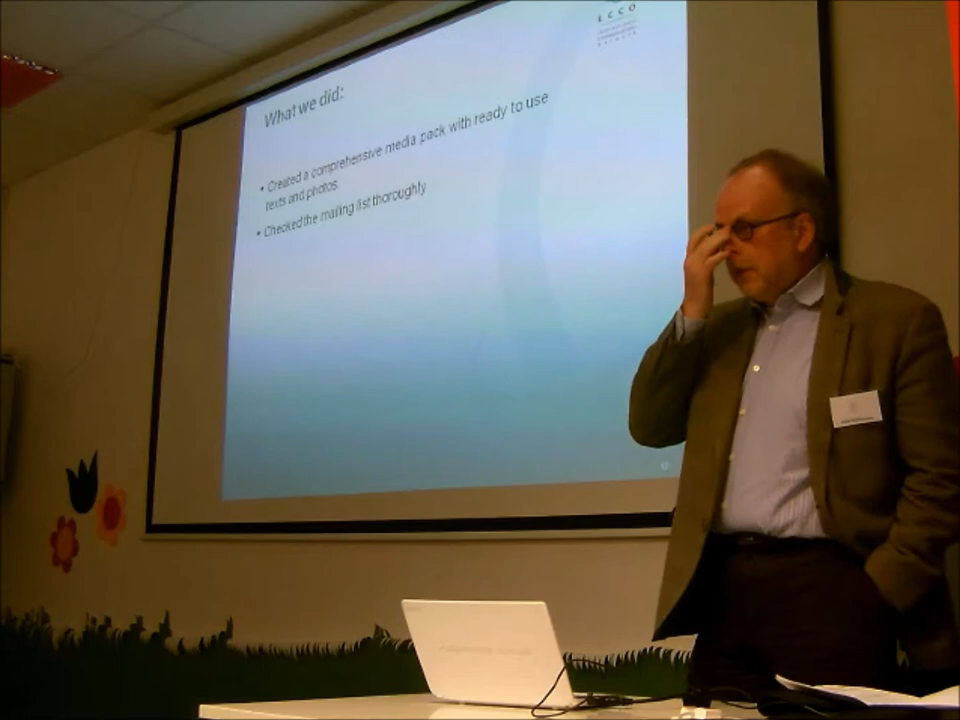 ECCO
What we did:
• Created a comprehensive media pack with ready to use
texts and photos
• Checked the mailing list thoroughly